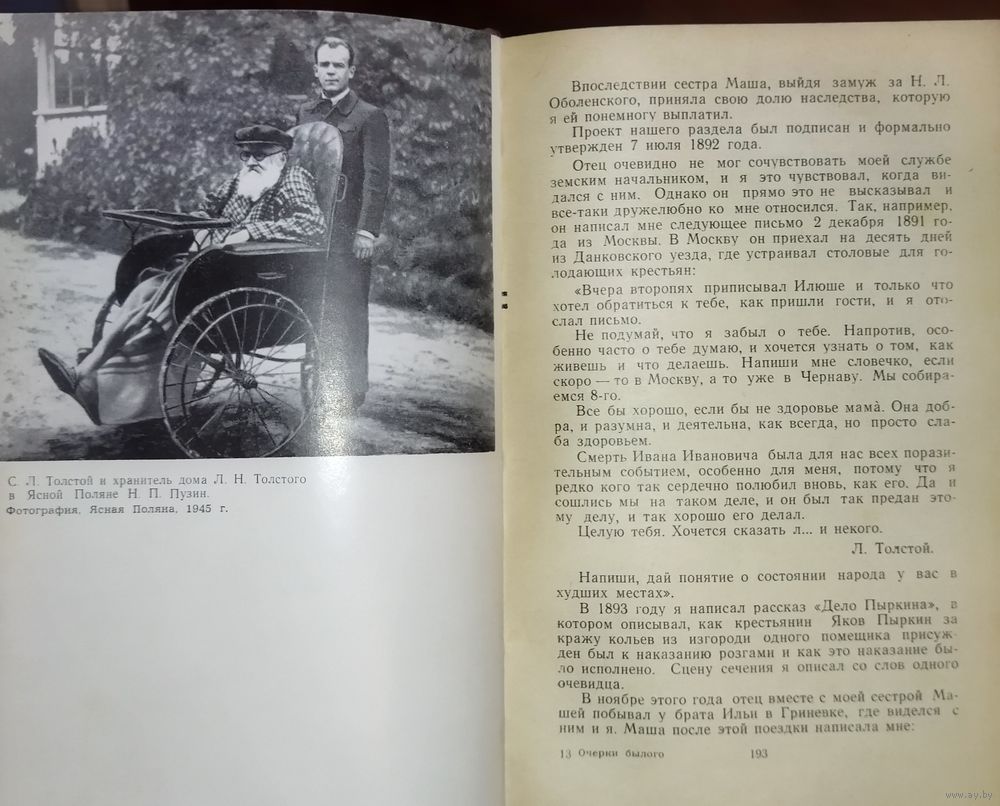 С. Л. Толстой и хранитель дома Л. Н. Толстого
в Ясной Поляне Н. П. Пузин.
Фотография. Ясная Поляна. 1945 г.
Впоследствии сестра Маша, выйдя замуж за Н. Л.
Оболенского, приняла свою долю наследства, которую
я ей понемногу выплатил.
Проект нашего раздела был подписан и формально
утвержден 7 июля 1892 года.
Отец очевидно не мог сочувствовать моей службе
земским начальником, и я это чувствовал, когда ви-
дался с ним. Однако он прямо это не высказывал и
все-таки дружелюбно ко мне относился. Так, например,
он написал мне следующее письмо 2 декабря 1891 го-
да из Москвы. В Москву он приехал на десять дней
из Данковского уезда, где устраивал столовые для го-
лодающих крестьян:
«Вчера второпях приписывал Илюше и только что
хотел обратиться к тебе, как пришли гости, и я ото-
слал письмо.
Не подумай, что я забыл о тебе. Напротив, осо-
бенно часто о тебе думаю, и хочется узнать о том, как
живешь и что делаешь. Напиши мне словечко, если
скоро — то в Москву, а то уже в Чернаву. Мы собира-
емся 8-го.
Все бы хорошо, если бы не здоровье мамà. Она доб-
ра, и разумна, и деятельна, как всегда, но просто сла-
ба здоровьем.
Смерть Ивана Ивановича была для нас всех порази-
тельным событием, особенно для меня, потому что я
редко кого так сердечно полюбил вновь, как его. Да и
сошлись мы на таком деле, и он был так предан это-
му делу, и так хорошо его делал.
Целую тебя. Хочется сказать л... и некого.
Л. Толстой.
Напиши, дай понятие о состоянии народа у вас в
худших местах».
В 1893 году я написал рассказ «Дело Пыркина», в
котором описывал, как крестьянин Яков Пыркин за
кражу кольев из изгороди одного помещика присуж-
ден был к наказанию розгами и как это наказание бы-
ло исполнено. Сцену сечения я описал со слов одного
очевидца.
В ноябре этого года отец вместе с моей сестрой Ма-
шей побывал у брата Ильи в Гриневке, где виделся с
ним и я. Маша после этой поездки написала мне:
13 Очерки былого 193
www.ay.by